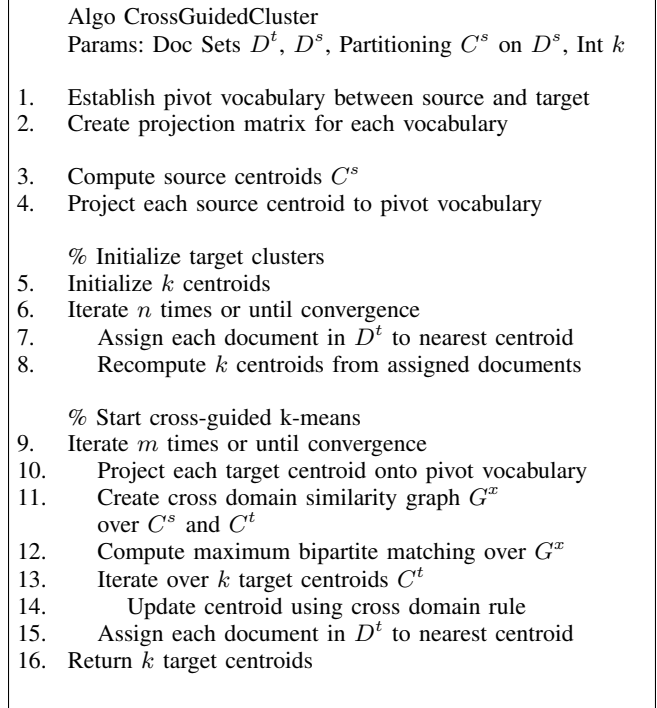 Algo CrossGuidedCluster
Params: Doc Sets D^t, D^s, Partitioning C^s on D^s, Int k
1. Establish pivot vocabulary between source and target
2. Create projection matrix for each vocabulary
3. Compute source centroids C^s
4. Project each source centroid to pivot vocabulary
% Initialize target clusters
5. Initialize k centroids
6. Iterate n times or until convergence
7. Assign each document in D^t to nearest centroid
8. Recompute k centroids from assigned documents
% Start cross-guided k-means
9. Iterate m times or until convergence
10. Project each target centroid onto pivot vocabulary
11. Create cross domain similarity graph G^x
over C^s and C^t
12. Compute maximum bipartite matching over G^x
13. Iterate over k target centroids C^t
14. Update centroid using cross domain rule
15. Assign each document in D^t to nearest centroid
16. Return k target centroids